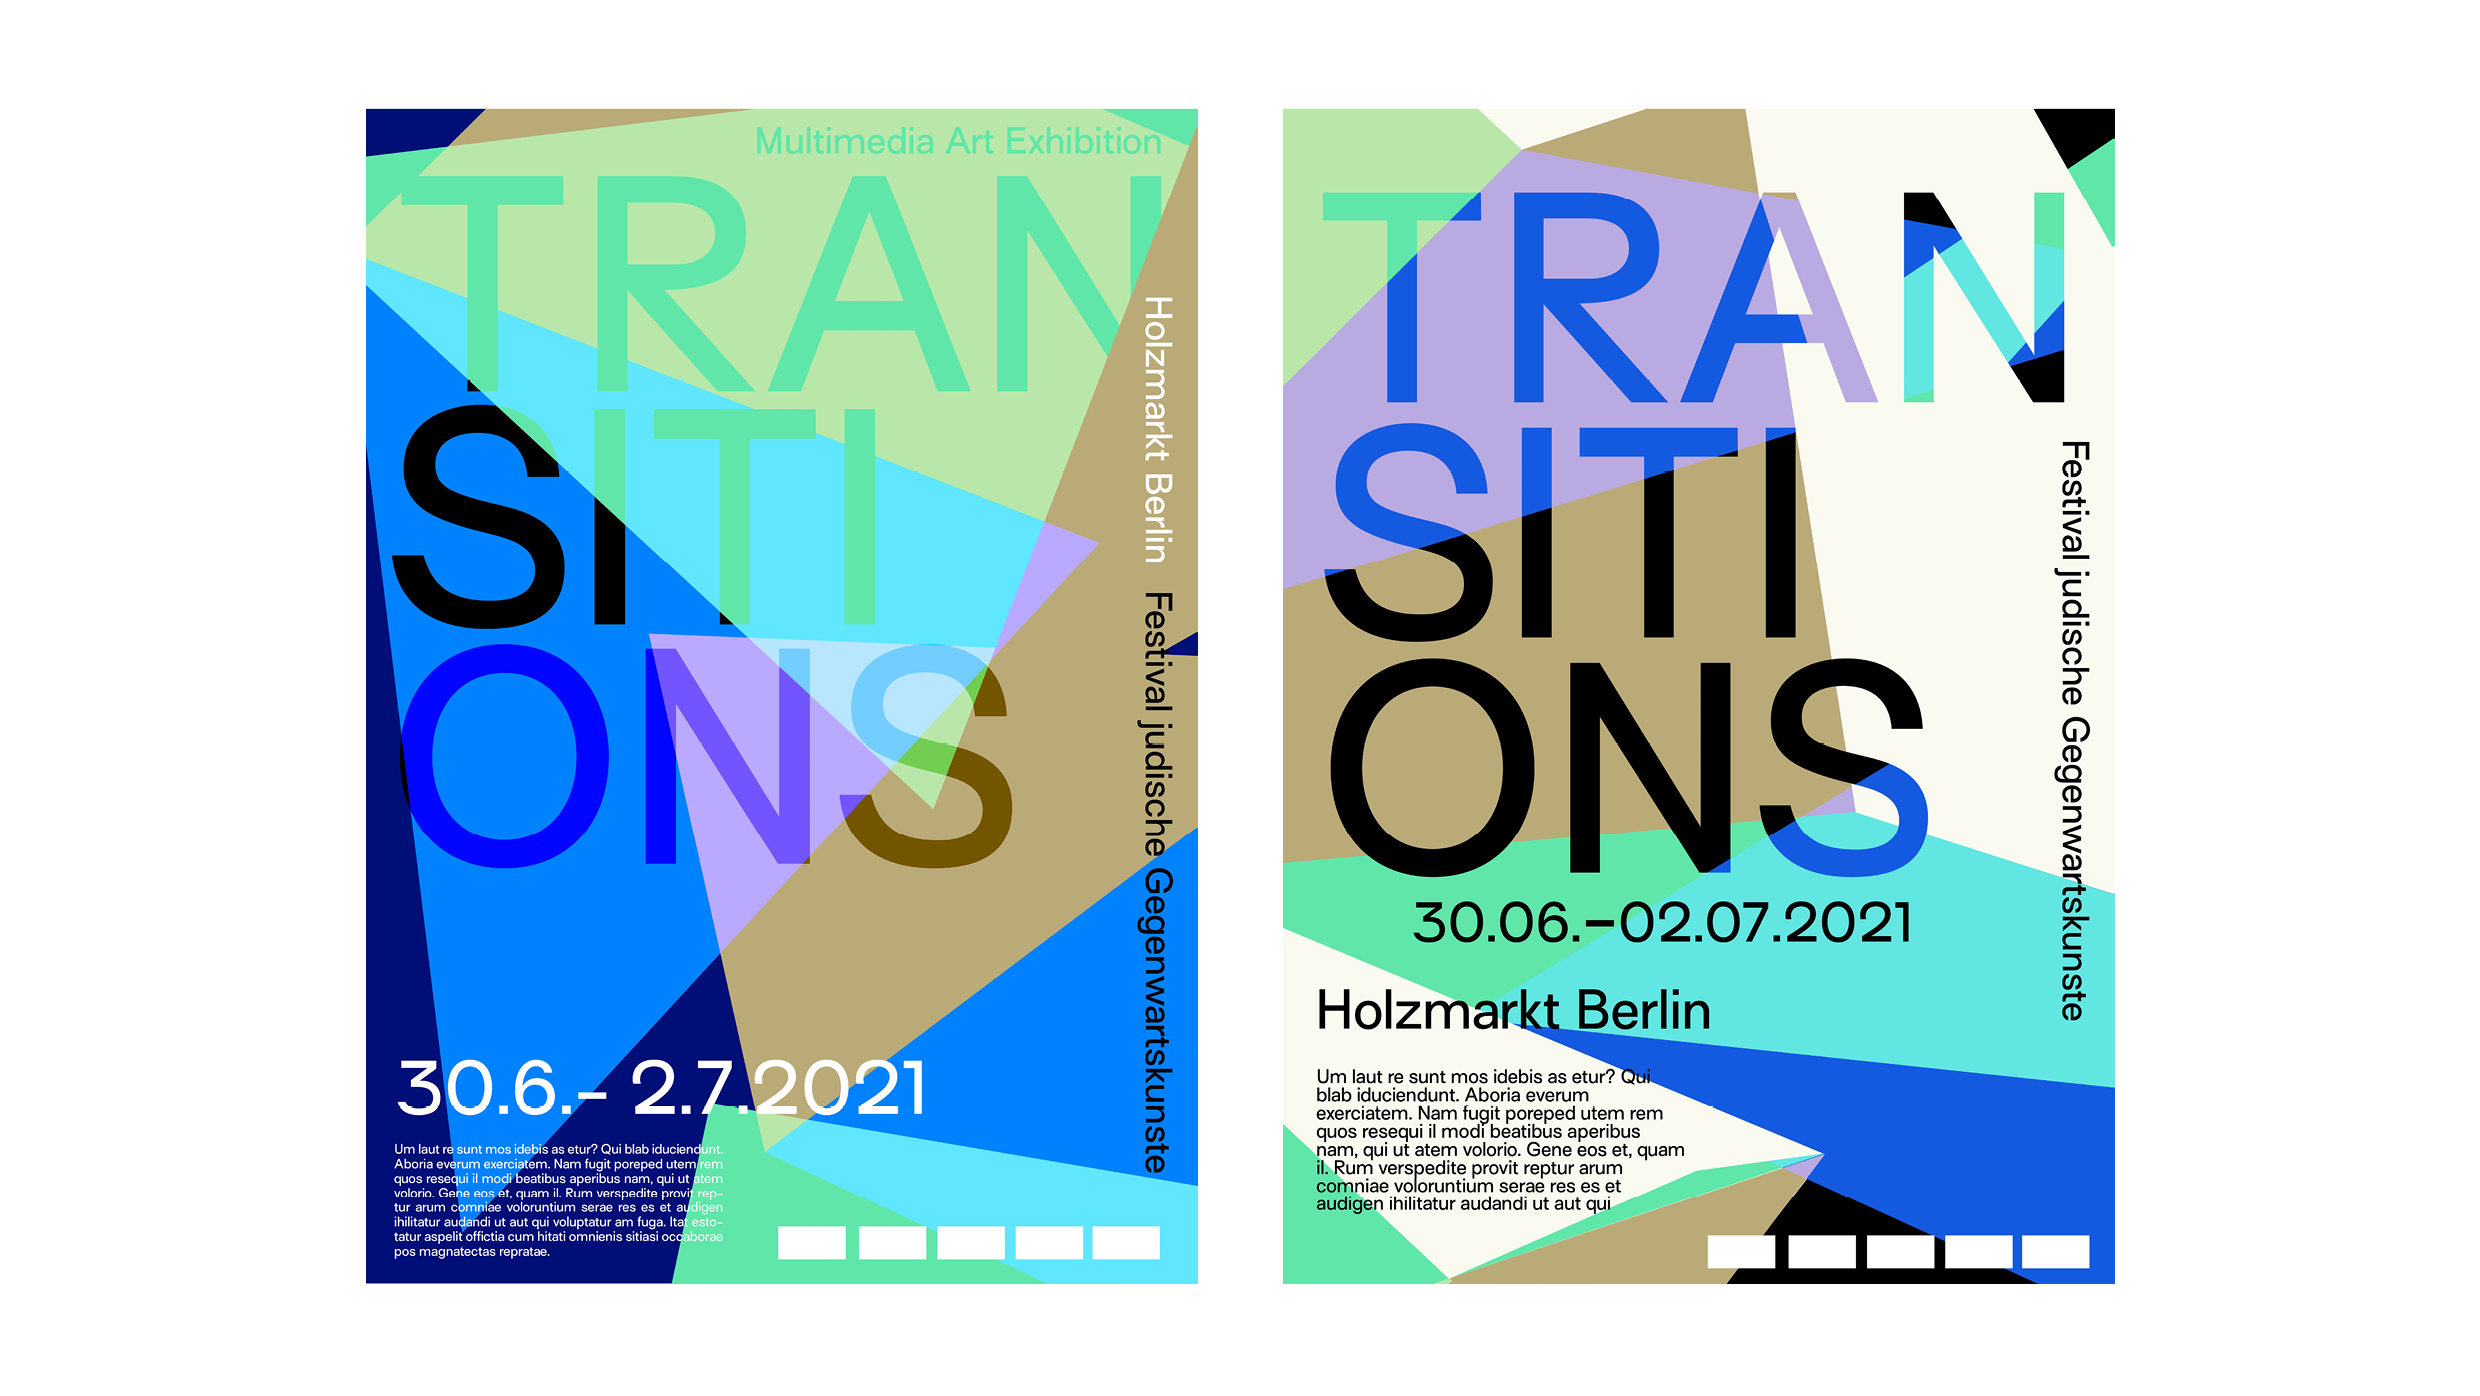 Multimedia Art Exhibition
TRAN
SITI
ONS
Holzmarkt Berlin
Festival judische Gegenwartskunste
30.6.– 2.7.2021
Um laut re sunt mos idebis as etur? Qui blab iduciendunt.
Aboria everum exerciatem. Nam fugit poreped utem rem
quos resequi il modi beatibus aperibus nam, qui ut atem
volorio. Gene eos et, quam il. Rum verspedite provit rep-
tur arum comniae voloruntium serae res es et audigen
ihilitatur audandi ut aut qui voluptatur am fuga. Itat esto-
tatur aspelit offictia cum hitati omnienis sitiasi occaborae
pos magnatectas repratae.
TRAN
SITI
ONS
Festival judische Gegenwartskunste
30.06.–02.07.2021
Holzmarkt Berlin
Um laut re sunt mos idebis as etur? Qui
blab iduciendunt. Aboria everum
exerciatem. Nam fugit poreped utem rem
quos resequi il modi beatibus aperibus
nam, qui ut atem volorio. Gene eos et, quam
il. Rum verspedite provit reptur arum
comniae voloruntium serae res es et
audigen ihilitatur audandi ut aut qui